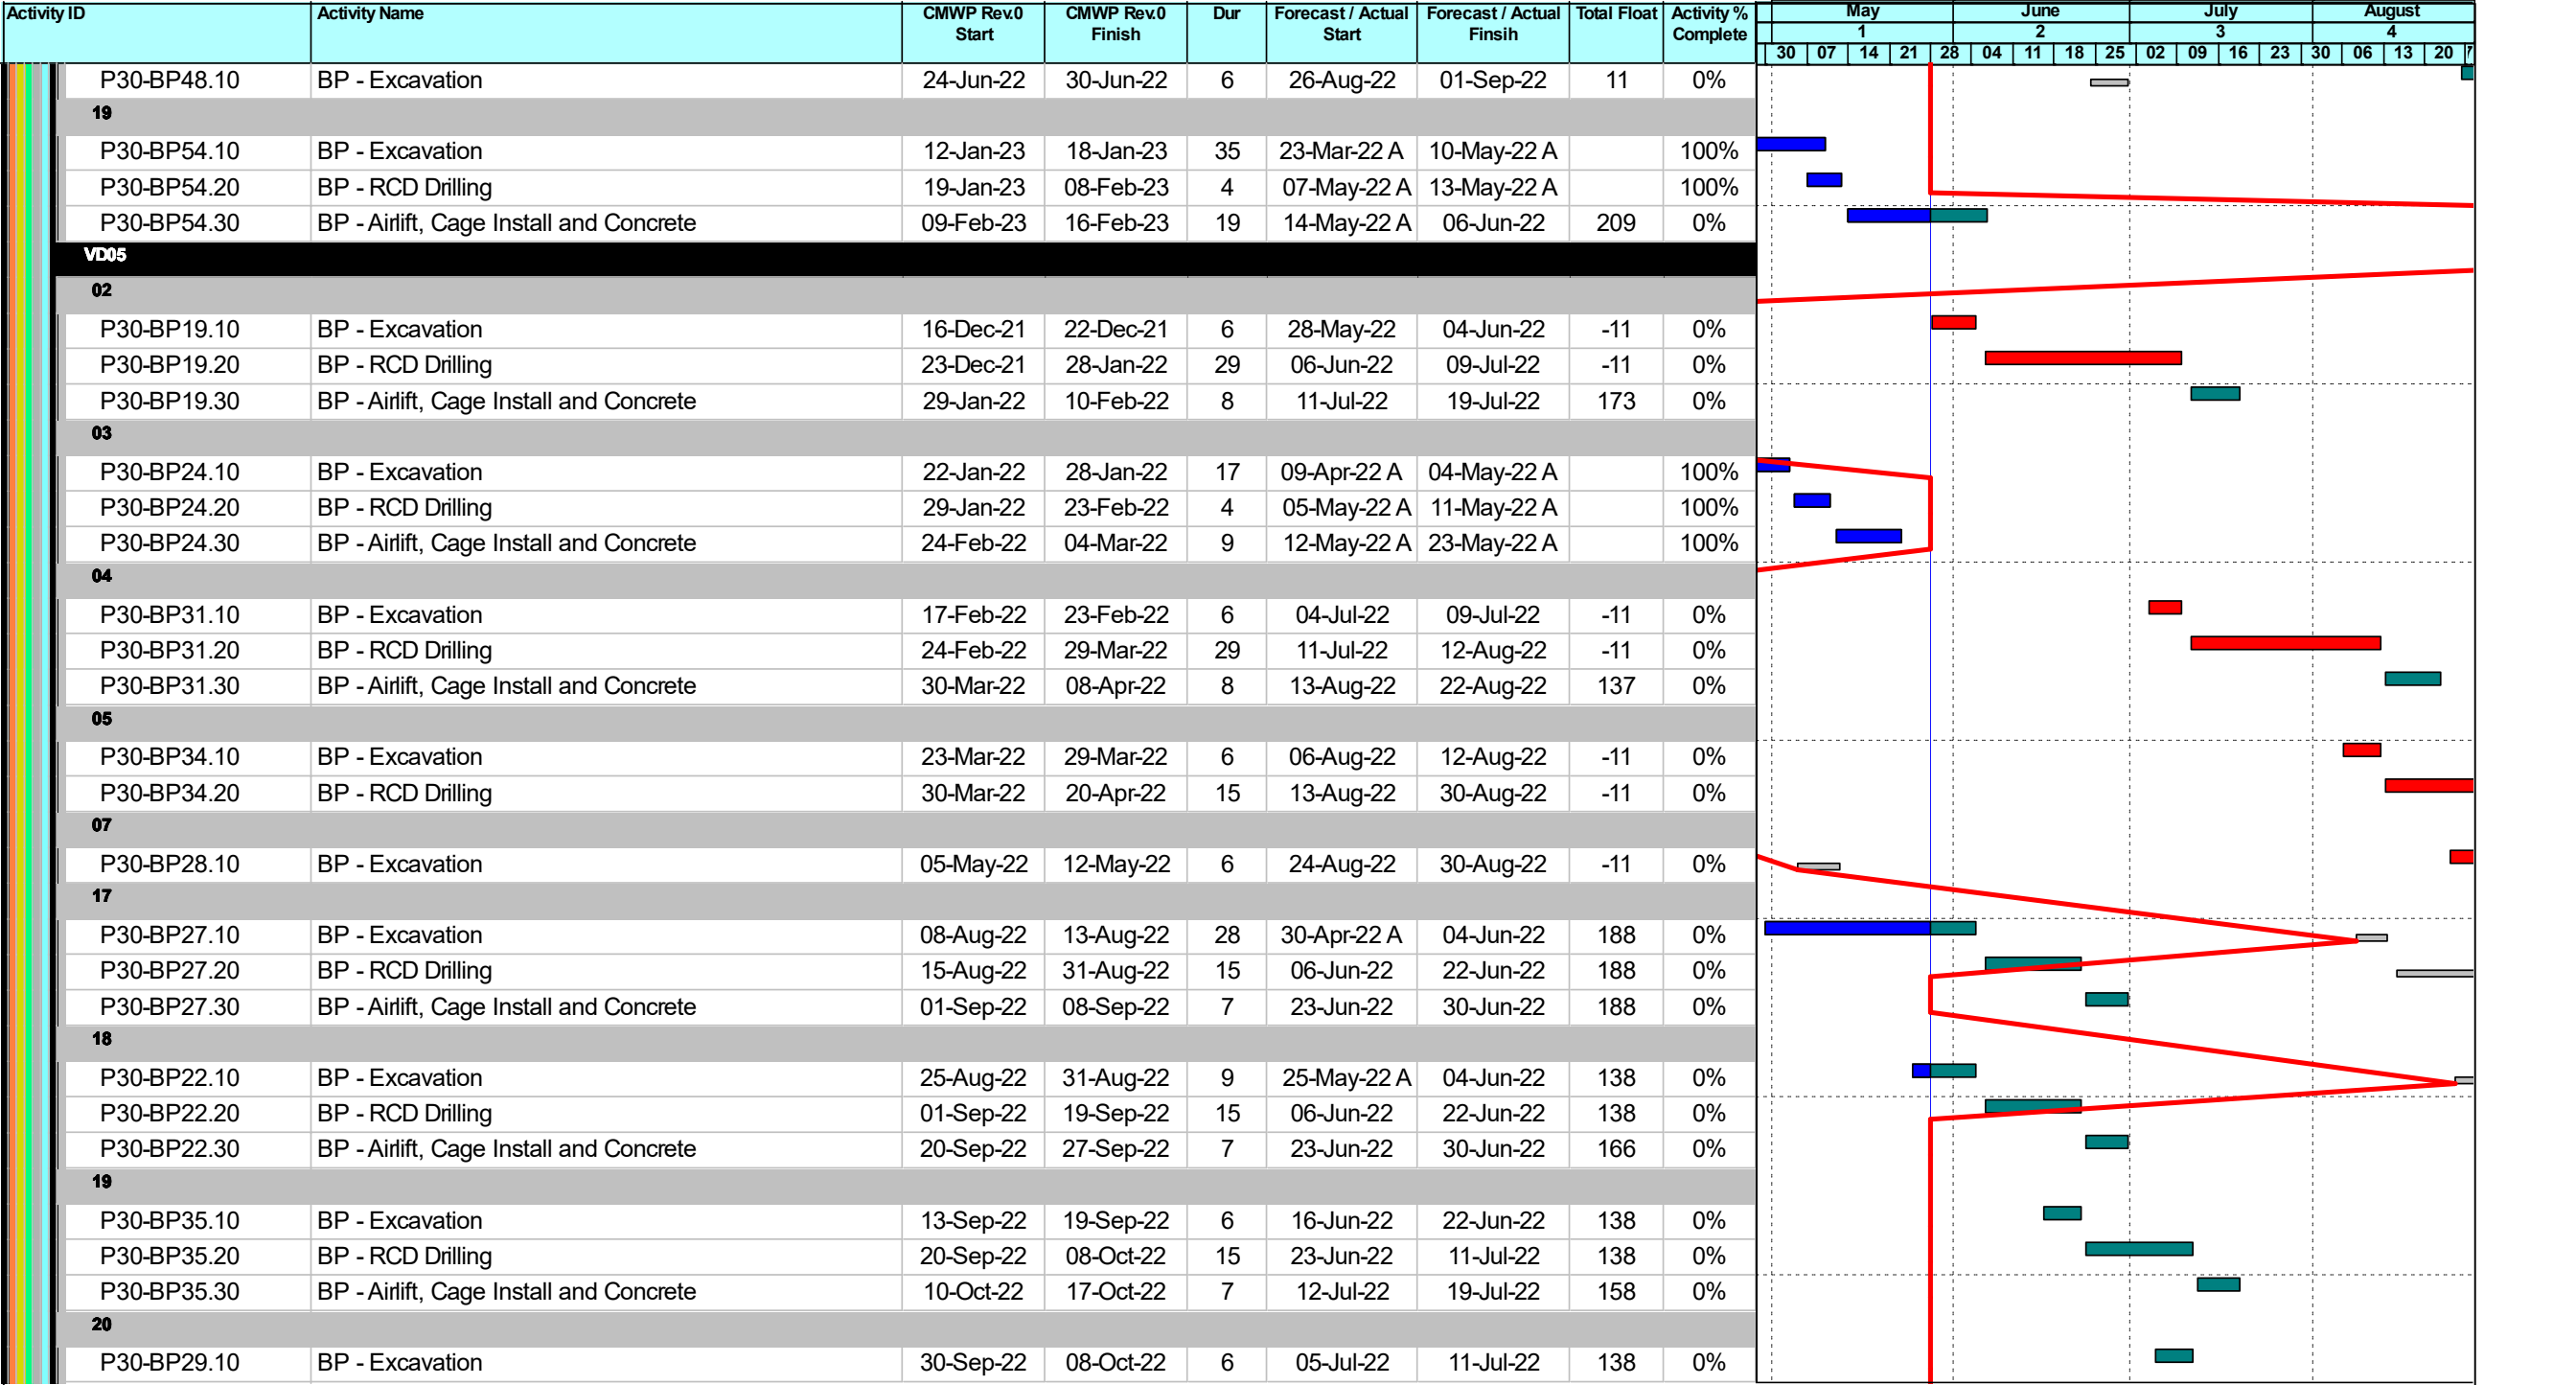 Activity ID Activity Name CMWP Rev.0 Start CMWP Rev.0 Finish Dur Forecast / Actual Start Forecast / Actual Finsih Total Float Activity % Complete May June July August
1 2 3 4
30 07 14 21 28 04 11 18 25 02 09 16 23 30 06 13 20
P30-BP48.10 BP - Excavation 24-Jun-22 30-Jun-22 6 26-Aug-22 01-Sep-22 11 0%
19
P30-BP54.10 BP - Excavation 12-Jan-23 18-Jan-23 35 23-Mar-22 A 10-May-22 A 100%
P30-BP54.20 BP - RCD Drilling 19-Jan-23 08-Feb-23 4 07-May-22 A 13-May-22 A 100%
P30-BP54.30 BP - Airlift, Cage Install and Concrete 09-Feb-23 16-Feb-23 19 14-May-22 A 06-Jun-22 209 0%
VD05
02
P30-BP19.10 BP - Excavation 16-Dec-21 22-Dec-21 6 28-May-22 04-Jun-22 -11 0%
P30-BP19.20 BP - RCD Drilling 23-Dec-21 28-Jan-22 29 06-Jun-22 09-Jul-22 -11 0%
P30-BP19.30 BP - Airlift, Cage Install and Concrete 29-Jan-22 10-Feb-22 8 11-Jul-22 19-Jul-22 173 0%
03
P30-BP24.10 BP - Excavation 22-Jan-22 28-Jan-22 17 09-Apr-22 A 04-May-22 A 100%
P30-BP24.20 BP - RCD Drilling 29-Jan-22 23-Feb-22 4 05-May-22 A 11-May-22 A 100%
P30-BP24.30 BP - Airlift, Cage Install and Concrete 24-Feb-22 04-Mar-22 9 12-May-22 A 23-May-22 A 100%
04
P30-BP31.10 BP - Excavation 17-Feb-22 23-Feb-22 6 04-Jul-22 09-Jul-22 -11 0%
P30-BP31.20 BP - RCD Drilling 24-Feb-22 29-Mar-22 29 11-Jul-22 12-Aug-22 -11 0%
P30-BP31.30 BP - Airlift, Cage Install and Concrete 30-Mar-22 08-Apr-22 8 13-Aug-22 22-Aug-22 137 0%
05
P30-BP34.10 BP - Excavation 23-Mar-22 29-Mar-22 6 06-Aug-22 12-Aug-22 -11 0%
P30-BP34.20 BP - RCD Drilling 30-Mar-22 20-Apr-22 15 13-Aug-22 30-Aug-22 -11 0%
07
P30-BP28.10 BP - Excavation 05-May-22 12-May-22 6 24-Aug-22 30-Aug-22 -11 0%
17
P30-BP27.10 BP - Excavation 08-Aug-22 13-Aug-22 28 30-Apr-22 A 04-Jun-22 188 0%
P30-BP27.20 BP - RCD Drilling 15-Aug-22 31-Aug-22 15 06-Jun-22 22-Jun-22 188 0%
P30-BP27.30 BP - Airlift, Cage Install and Concrete 01-Sep-22 08-Sep-22 7 23-Jun-22 30-Jun-22 188 0%
18
P30-BP22.10 BP - Excavation 25-Aug-22 31-Aug-22 9 25-May-22 A 04-Jun-22 138 0%
P30-BP22.20 BP - RCD Drilling 01-Sep-22 19-Sep-22 15 06-Jun-22 22-Jun-22 138 0%
P30-BP22.30 BP - Airlift, Cage Install and Concrete 20-Sep-22 27-Sep-22 7 23-Jun-22 30-Jun-22 166 0%
19
P30-BP35.10 BP - Excavation 13-Sep-22 19-Sep-22 6 16-Jun-22 22-Jun-22 138 0%
P30-BP35.20 BP - RCD Drilling 20-Sep-22 08-Oct-22 15 23-Jun-22 11-Jul-22 138 0%
P30-BP35.30 BP - Airlift, Cage Install and Concrete 10-Oct-22 17-Oct-22 7 12-Jul-22 19-Jul-22 158 0%
20
P30-BP29.10 BP - Excavation 30-Sep-22 08-Oct-22 6 05-Jul-22 11-Jul-22 138 0%